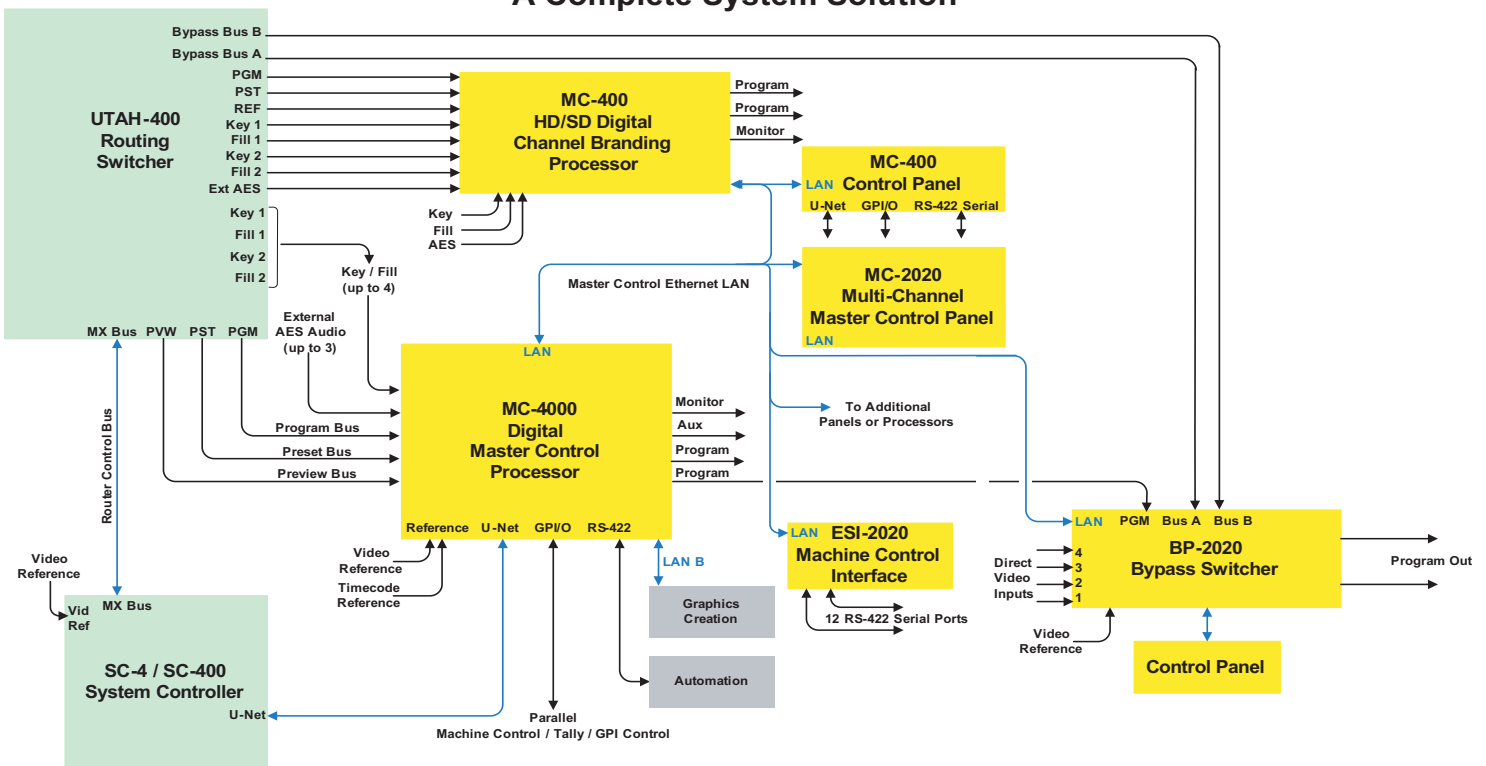 A Complete System Solution
Bypass Bus B
Bypass Bus A
PGM
PST
REF
Key 1
Fill 1
Key 2
Fill 2
Ext AES
UTAH-400
Routing
Switcher
Key 1
Fill 1
Key 2
Fill 2
MX Bus PVW PST PGM
MC-400
HD/SD Digital
Channel Branding
Processor
Program
Program
Monitor
Key
Fill
AES
MC-400
Control Panel
LAN
U-Net GPI/O RS-422 Serial
MC-2020
Multi-Channel
Master Control Panel
LAN
Key / Fill
(up to 4)
External
AES Audio
(up to 3)
Master Control Ethernet LAN
LAN
MC-4000
Digital
Master Control
Processor
Monitor
Aux
Program
Program
To Additional
Panels or Processors
Program Bus
Preset Bus
Preview Bus
Router Control Bus
Reference U-Net GPI/O RS-422
Video
Reference
Timecode
Reference
LAN B
Graphics
Creation
Automation
Parallel
Machine Control / Tally / GPI Control
LAN ESI-2020
Machine Control
Interface
12 RS-422 Serial Ports
LAN PGM Bus A Bus B
BP-2020
Bypass Switcher
4
3
2
1
Direct
Video
Inputs
Program Out
Video
Reference
Control Panel
Video
Reference
Vid
Ref
MX Bus
SC-4 / SC-400
System Controller
U-Net